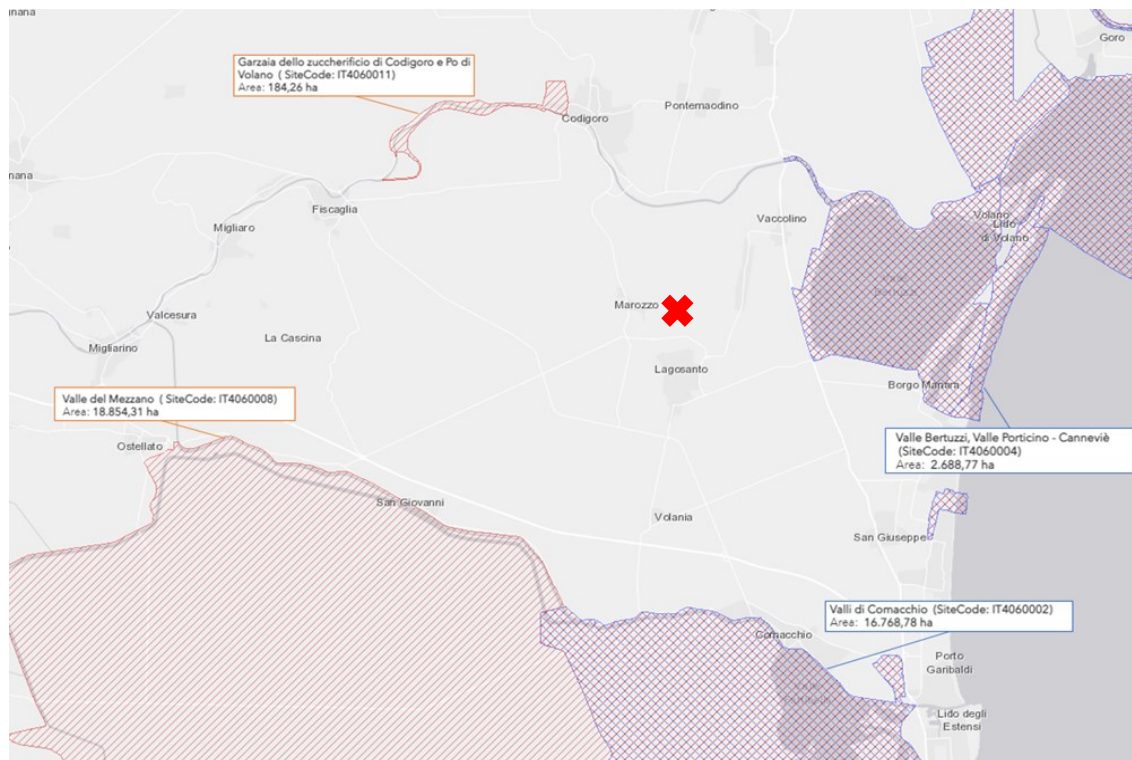 gnana
Goro
Garzaia dello zuccherificio di Codigoro e Po di
Volano ( SiteCode: IT4060011)
Area: 184,26 ha
Codigoro
Pontemaodino
nana
Fiscaglia
Migliaro
Vaccolino
Volano
Lido
di Volano
Marozzo
Valcesura
La Cascina
Migliarino
Lagosanto
Borgo Manara
Valle del Mezzano ( SiteCode: IT4060008)
Area: 18.854,31 ha
Ostellato
Valle Bertuzzi, Valle Porticino - Canneviè
(SiteCode: IT4060004)
Area: 2.688,77 ha
San Giovanni
Volania
San Giuseppe
Valli di Comacchio (SiteCode: IT4060002)
Area: 16.768,78 ha
Comacchio
Porto
Garibaldi
Lido degli
Estensi